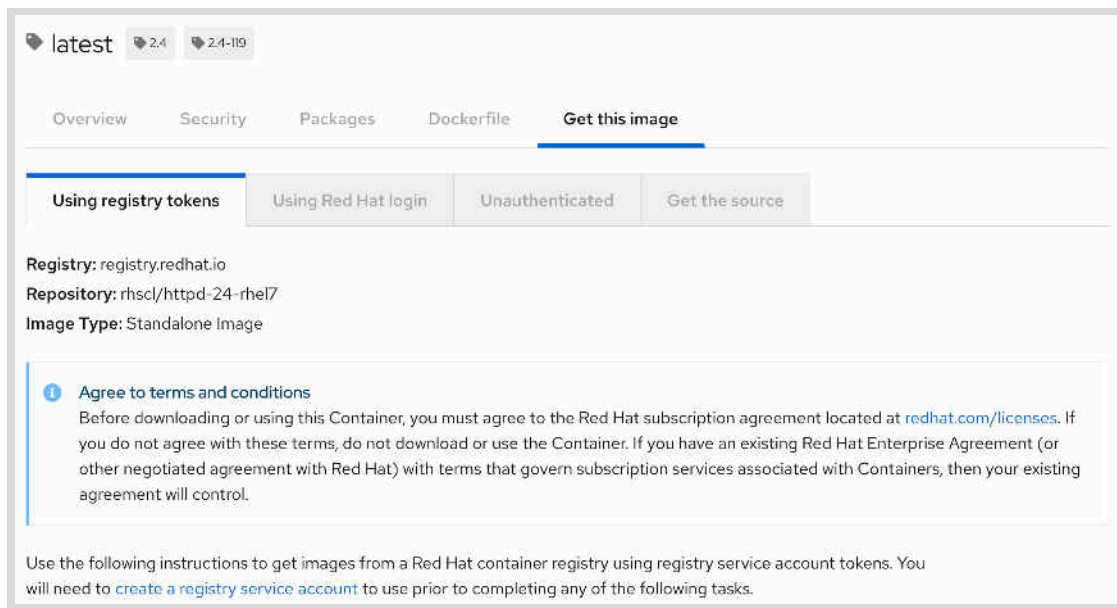 latest 2.4 2.4-119
Overview Security Packages Dockerfile Get this image
Using registry tokens Using Red Hat login Unauthenticated Get the source
Registry: registry.redhat.io
Repository: rhscl/httpd-24-rhel7
Image Type: Standalone Image
Agree to terms and conditions
Before downloading or using this Container, you must agree to the Red Hat subscription agreement located at redhat.com/licenses. If
you do not agree with these terms, do not download or use the Container. If you have an existing Red Hat Enterprise Agreement (or
other negotiated agreement with Red Hat) with terms that govern subscription services associated with Containers, then your existing
agreement will control.
Use the following instructions to get images from a Red Hat container registry using registry service account tokens. You
will need to create a registry service account to use prior to completing any of the following tasks.